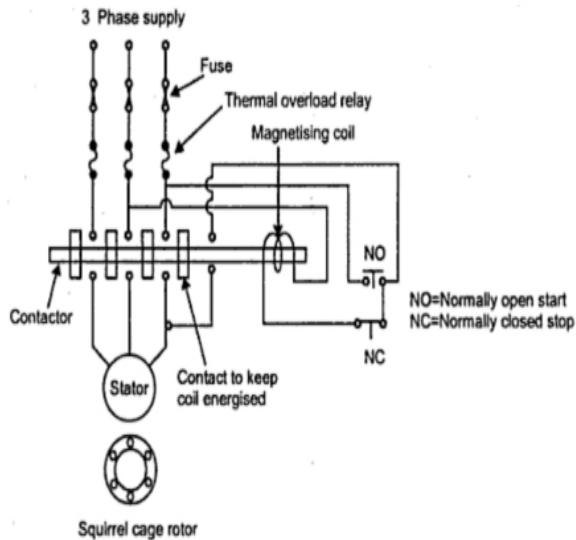 3 Phase supply
Fuse
Thermal overload relay
Magnetising coil
NO
NO=Normally open start
NC=Normally closed stop
Contactor
NC
Stator
Contact to keep
coil energised
Squirrel cage rotor